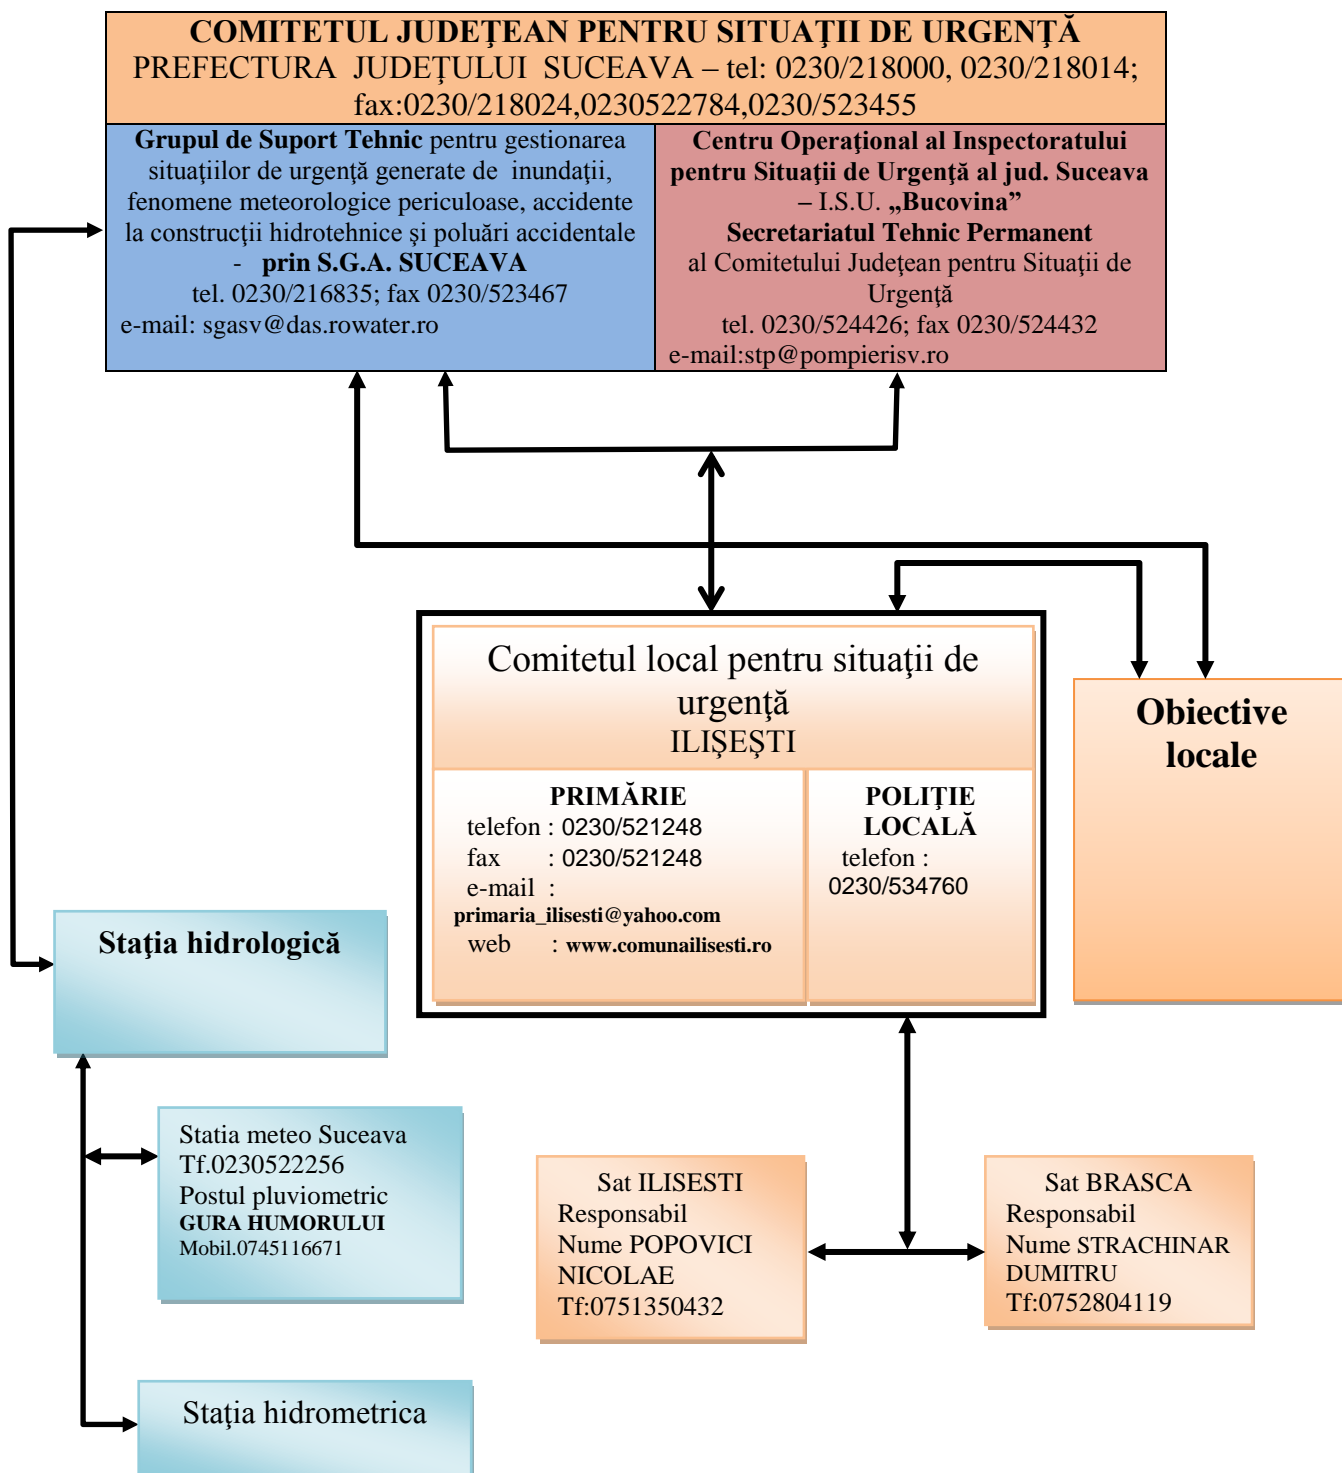 COMITETUL JUDEŢEAN PENTRU SITUAŢII DE URGENŢĂ
PREFECTURA JUDEŢULUI SUCEAVA – tel: 0230/218000, 0230/218014;
fax:0230/218024,0230522784,0230/523455
Grupul de Suport Tehnic pentru gestionarea
situaţiilor de urgenţă generate de inundaţii,
fenomene meteorologice periculoase, accidente
la construcţii hidrotehnice şi poluări accidentale
- prin S.G.A. SUCEAVA
tel. 0230/216835; fax 0230/523467
e-mail: sgasv@das.rowater.ro
Centru Operaţional al Inspectoratului
pentru Situaţii de Urgenţă al jud. Suceava
– I.S.U. „Bucovina”
Secretariatul Tehnic Permanent
al Comitetului Judeţean pentru Situaţii de
Urgenţă
tel. 0230/524426; fax 0230/524432
e-mail:stp@pompierisv.ro
Comitetul local pentru situaţii de
urgenţă
ILIŞEŞTI
PRIMĂRIE
telefon : 0230/521248
fax : 0230/521248
e-mail :
primaria_ilisesti@yahoo.com
web : www.comunailisesti.ro
POLIŢIE
LOCALĂ
telefon :
0230/534760
Obiective
locale
Staţia hidrologică
Statia meteo Suceava
Tf.0230522256
Postul pluviometric
GURA HUMORULUI
Mobil.0745116671
Sat ILISESTI
Responsabil
Nume POPOVICI
NICOLAE
Tf:0751350432
Sat BRASCA
Responsabil
Nume STRACHINAR
DUMITRU
Tf:0752804119
Staţia hidrometrica